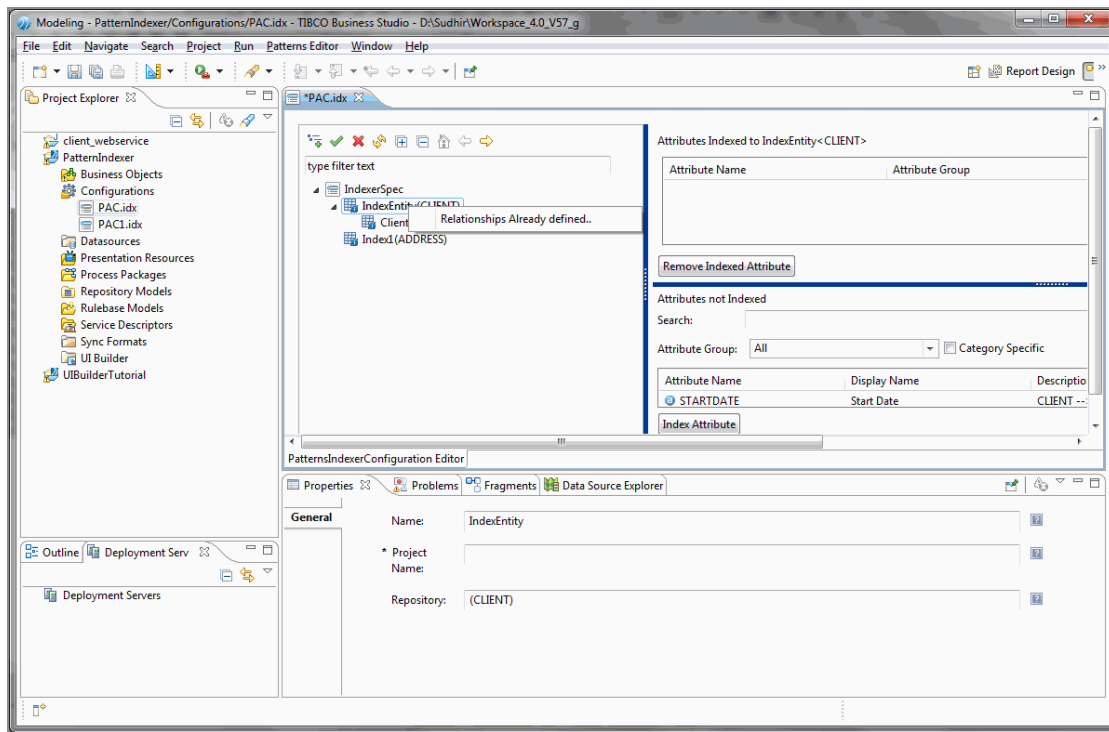 Modeling - PatternIndexer/Configurations/PAC.idx - TIBCO Business Studio - D:\Sudhir\Workspace_4.0_V57_g
File Edit Navigate Search Project Run Patterns Editor Window Help
Report Design
Project Explorer
client_webservice
PatternIndexer
Business Objects
Configurations
PAC.idx
PAC1.idx
Datasources
Presentation Resources
Process Packages
Repository Models
Rulebase Models
Service Descriptors
Sync Formats
UI Builder
UIBuilderTutorial
*PAC.idx
type filter text
IndexerSpec
IndexEntity(CLIENT)
Client
Relationships Already defined..
Index1(ADDRESS)
Attributes Indexed to IndexEntity<CLIENT>
Attribute Name Attribute Group
Remove Indexed Attribute
Attributes not Indexed
Search:
Attribute Group: All Category Specific
Attribute Name Display Name Descriptio
STARTDATE Start Date CLIENT --:
Index Attribute
PatternsIndexerConfiguration Editor
Outline Deployment Serv
Deployment Servers
Properties Problems Fragments Data Source Explorer
General
Name: IndexEntity
* Project
Name:
Repository: (CLIENT)